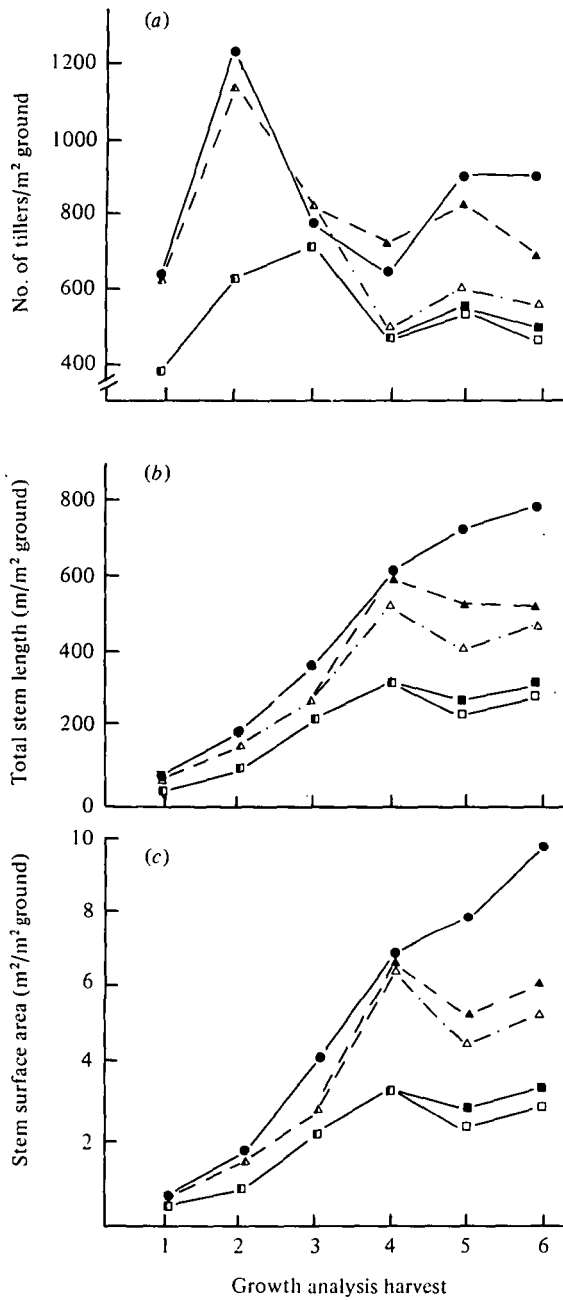 (a)
1200
1000
800
600
400
No. of tillers/m² ground
(b)
800
600
400
200
0
Total stem length (m/m² ground)
(c)
10
8
6
4
2
Stem surface area (m²/m² ground)
1 2 3 4 5 6
Growth analysis harvest